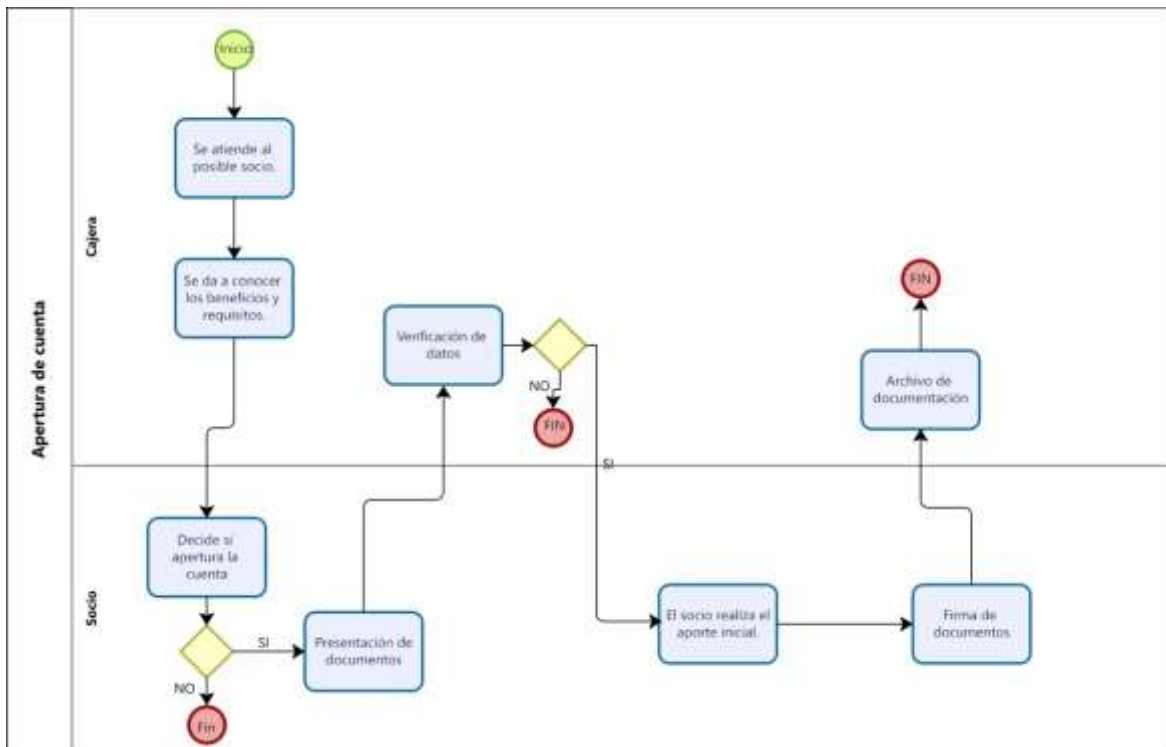 Apertura de cuenta
Cajera
Inicio
Se atiende al
posible socio.
Se da a conocer
los beneficios y
requisitos.
Verificación de
datos
NO
FIN
SI
FIN
Archivo de
documentación
Socio
Decide si
apertura la
cuenta
SI
NO
Fin
Presentación de
documentos
El socio realiza el
aporte inicial.
Firma de
documentos